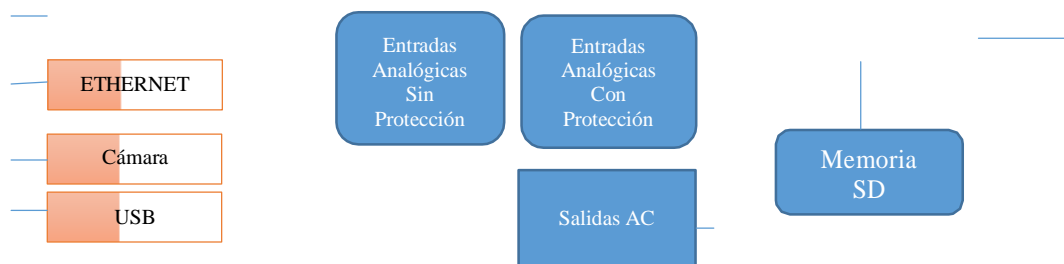 ETHERNET
Cámara
USB
Entradas
Analógicas
Sin
Protección
Entradas
Analógicas
Con
Protección
Salidas AC
Memoria
SD